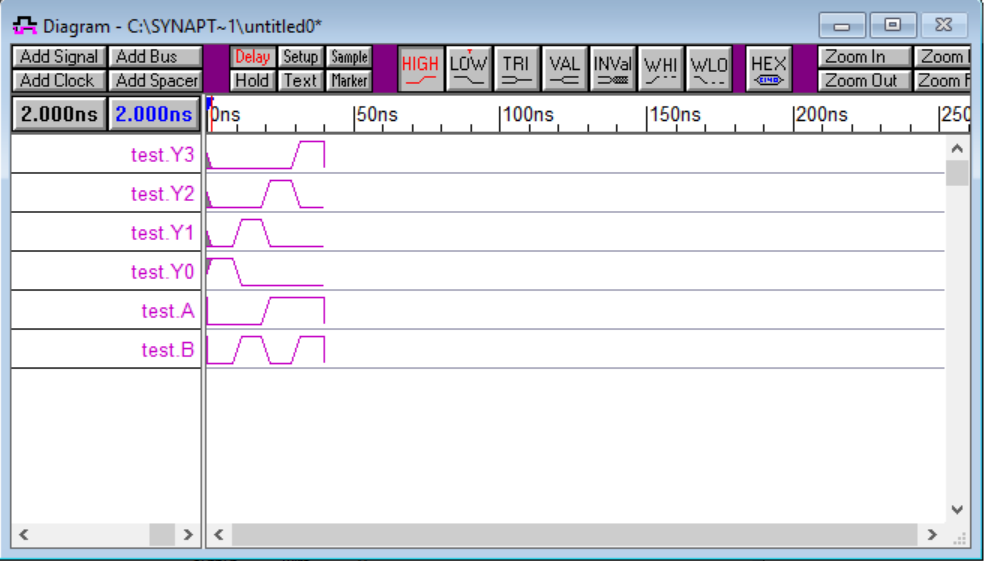 Diagram - C:\SYNAPT~1\untitled0*
Add Signal Add Bus Delay Setup Sample HIGH LOW TRI VAL INVal WHI WLO HEX Zoom In Zoom
Add Clock Add Spacer Hold Text Marker Zoom Out Zoom F
2.000ns 2.000ns 0ns 50ns 100ns 150ns 200ns 250
test.Y3
test.Y2
test.Y1
test.Y0
test.A
test.B